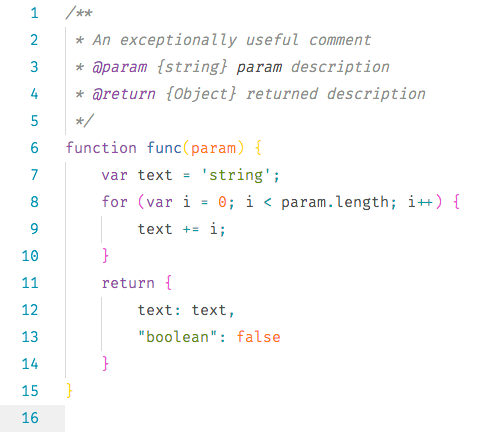 1 /**
2  * An exceptionally useful comment
3  * @param {string} param description
4  * @return {Object} returned description
5  */
6 function func(param) {
7     var text = 'string';
8     for (var i = 0; i < param.length; i++) {
9         text += i;
10     }
11     return {
12         text: text,
13         "boolean": false
14     }
15 }
16